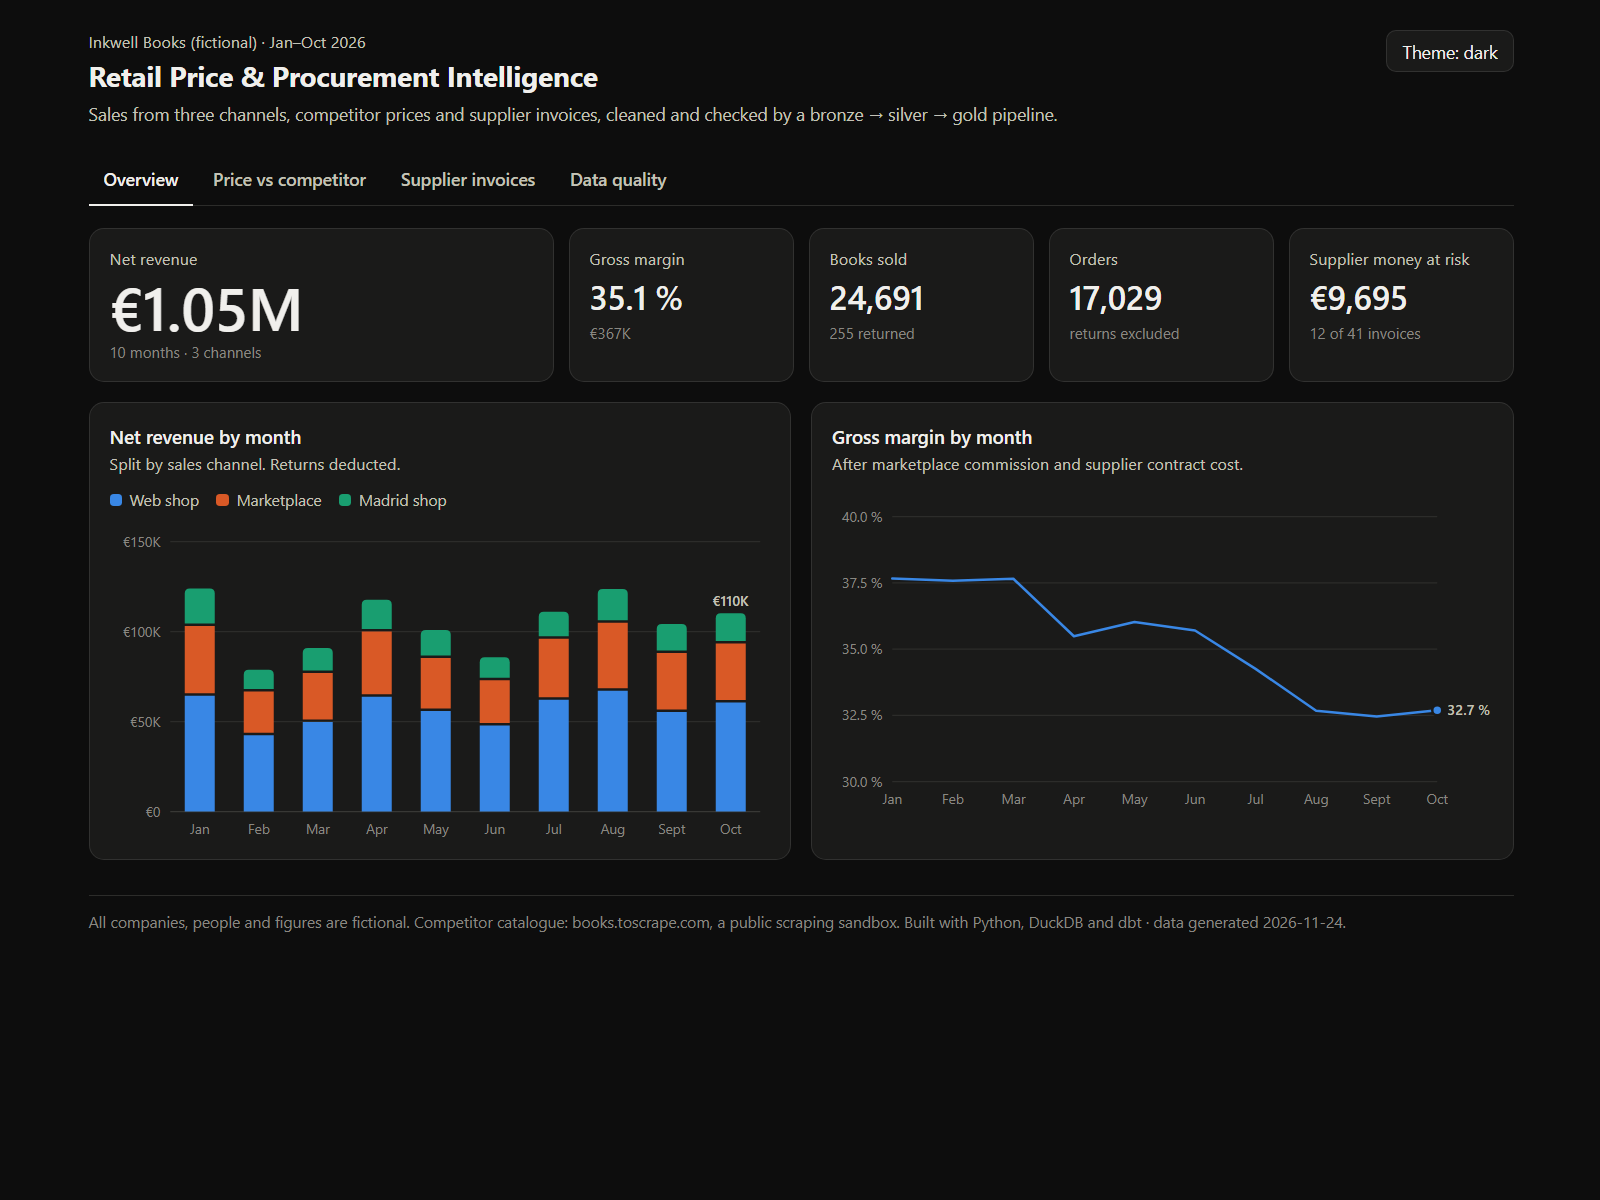 Inkwell Books (fictional) · Jan–Oct 2026
Theme: dark
Retail Price & Procurement Intelligence
Sales from three channels, competitor prices and supplier invoices, cleaned and checked by a bronze → silver → gold pipeline.
Overview
Price vs competitor
Supplier invoices
Data quality
Net revenue
€1.05M
10 months · 3 channels
Gross margin
35.1 %
€367K
Books sold
24,691
255 returned
Orders
17,029
returns excluded
Supplier money at risk
€9,695
12 of 41 invoices
Net revenue by month
Split by sales channel. Returns deducted.
Web shop
Marketplace
Madrid shop
€150K
€100K
€50K
€0
€110K
Jan
Feb
Mar
Apr
May
Jun
Jul
Aug
Sept
Oct
Gross margin by month
After marketplace commission and supplier contract cost.
40.0 %
37.5 %
35.0 %
32.5 %
30.0 %
32.7 %
Jan
Feb
Mar
Apr
May
Jun
Jul
Aug
Sept
Oct
All companies, people and figures are fictional. Competitor catalogue: books.toscrape.com, a public scraping sandbox. Built with Python, DuckDB and dbt · data generated 2026-11-24.